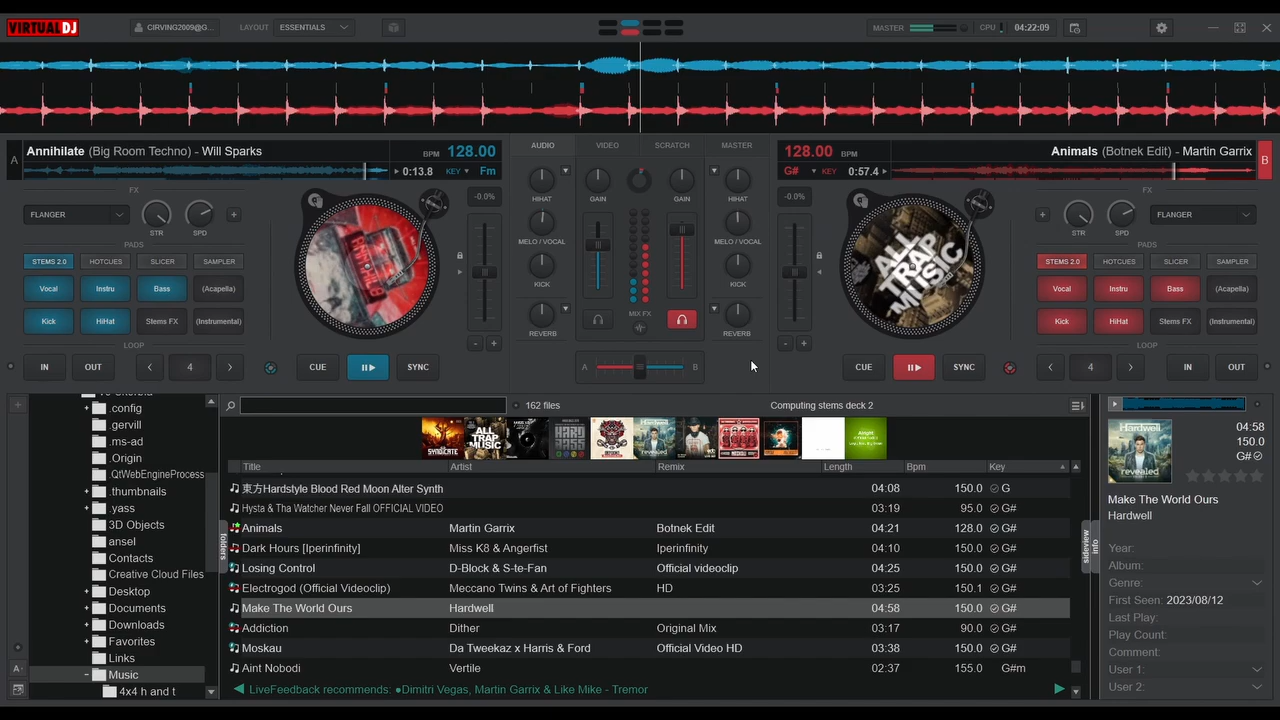 VIRTUAL DJ
CIRVING2009@G...
LAYOUT ESSENTIALS
MASTER CPU 04:22:09
A Annihilate (Big Room Techno) - Will Sparks BPM 128.00
0:13.8 KEY Fm
AUDIO VIDEO SCRATCH MASTER
128.00 BPM Animals (Botnek Edit) - Martin Garrix B
G# KEY 0:57.4
FX
FLANGER STR SPD
PADS
STEMS 2.0 HOTCUES SLICER SAMPLER
Vocal Instru Bass (Acapella)
Kick HiHat Stems FX (Instrumental)
LOOP
IN OUT < 4 > CUE SYNC
-0.0%
- +
HIHAT GAIN GAIN HIHAT
MELO / VOCAL MELO / VOCAL
KICK KICK
MIX FX
REVERB REVERB
A B
-0.0%
- +
FX
STR SPD FLANGER
PADS
STEMS 2.0 HOTCUES SLICER SAMPLER
Vocal Instru Bass (Acapella)
Kick HiHat Stems FX (Instrumental)
LOOP
CUE SYNC < 4 > IN OUT
.config
.gervill
.ms-ad
.Origin
.QtWebEngineProcess
.thumbnails
.yass
3D Objects
ansel
Contacts
Creative Cloud Files
Desktop
Documents
Downloads
Favorites
Links
Music
4x4 h and t
folders
162 files Computing stems deck 2
ALL TRAP MUSIC
Title Artist Remix Length Bpm Key
東方Hardstyle Blood Red Moon Alter Synth 04:08 150.0 G
Hysta & Tha Watcher Never Fall OFFICIAL VIDEO 03:19 95.0 G#
Animals Martin Garrix Botnek Edit 04:21 128.0 G#
Dark Hours [Iperinfinity] Miss K8 & Angerfist Iperinfinity 04:10 150.0 G#
Losing Control D-Block & S-te-Fan Official videoclip 04:25 150.0 G#
Electrogod (Official Videoclip) Meccano Twins & Art of Fighters HD 03:25 150.1 G#
Make The World Ours Hardwell 04:58 150.0 G#
Addiction Dither Original Mix 03:17 90.0 G#
Moskau Da Tweekaz x Harris & Ford Official Video HD 03:38 150.0 G#
Aint Nobodi Vertile 02:37 155.0 G#m
LiveFeedback recommends: ●Dimitri Vegas, Martin Garrix & Like Mike - Tremor
sideview
info
04:58
150.0
G#
Hardwell
revealed
Make The World Ours
Hardwell
Year:
Album:
Genre:
First Seen: 2023/08/12
Last Play:
Play Count:
Comment:
User 1:
User 2: